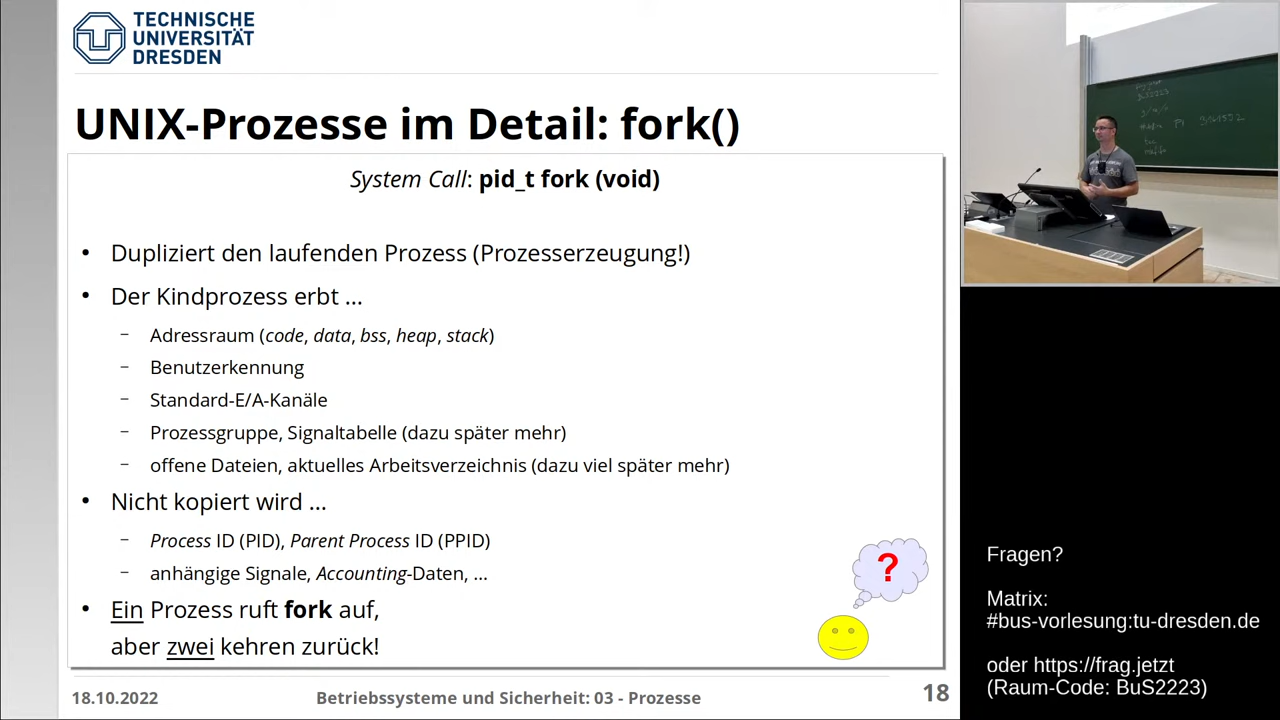 TECHNISCHE
UNIVERSITÄT
DRESDEN
UNIX-Prozesse im Detail: fork()
System Call: pid_t fork (void)
• Dupliziert den laufenden Prozess (Prozesserzeugung!)
• Der Kindprozess erbt ...
– Adressraum (code, data, bss, heap, stack)
– Benutzerkennung
– Standard-E/A-Kanäle
– Prozessgruppe, Signaltabelle (dazu später mehr)
– offene Dateien, aktuelles Arbeitsverzeichnis (dazu viel später mehr)
• Nicht kopiert wird ...
– Process ID (PID), Parent Process ID (PPID)
– anhängige Signale, Accounting-Daten, ...
• Ein Prozess ruft fork auf,
aber zwei kehren zurück!
?
18.10.2022 Betriebssysteme und Sicherheit: 03 - Prozesse 18
BuS2223
Fragen?
Matrix:
#bus-vorlesung:tu-dresden.de
oder https://frag.jetzt
(Raum-Code: BuS2223)